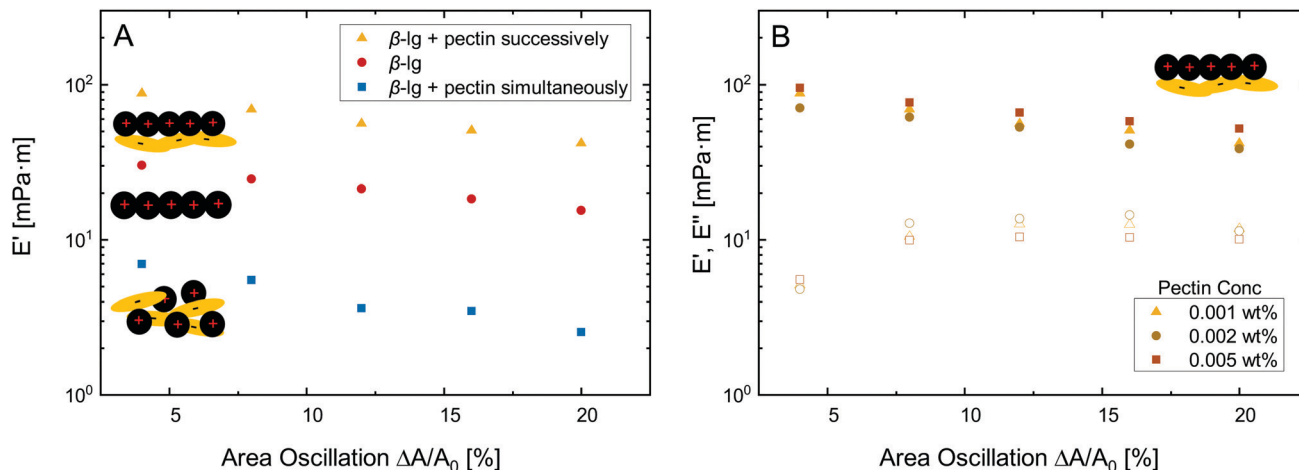 A
β-lg + pectin successively
β-lg
β-lg + pectin simultaneously
10²
10¹
10⁰
E' [mPa·m]
+ + + + +
- - -
+ + + + +
- + +
- -
+ - + - +
5 10 15 20
Area Oscillation ΔA/A₀ [%]
B
+ + + + +
- - -
10²
10¹
10⁰
E', E" [mPa·m]
Pectin Conc
0.001 wt%
0.002 wt%
0.005 wt%
5 10 15 20
Area Oscillation ΔA/A₀ [%]